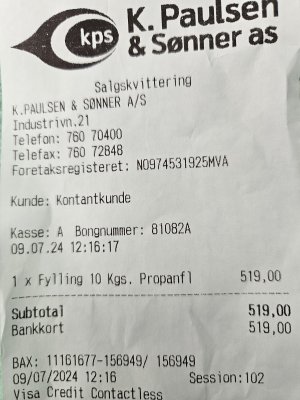 kps
K. Paulsen
& Sønner as
Salgskvittering
K.PAULSEN & SØNNER A/S
Industrivn.21
Telefon: 760 70400
Telefax: 760 72848
Foretaksregisteret: NO974531925MVA
Kunde: Kontantkunde
Kasse: A Bongnummer: 81082A
09.07.24 12:16:17
1 x Fylling 10 Kgs. Propanfl 519,00
Subtotal 519,00
Bankkort 519,00
BAX: 11161677-156949/ 156949
09/07/2024 12:16 Session:102
Visa Credit Contactless